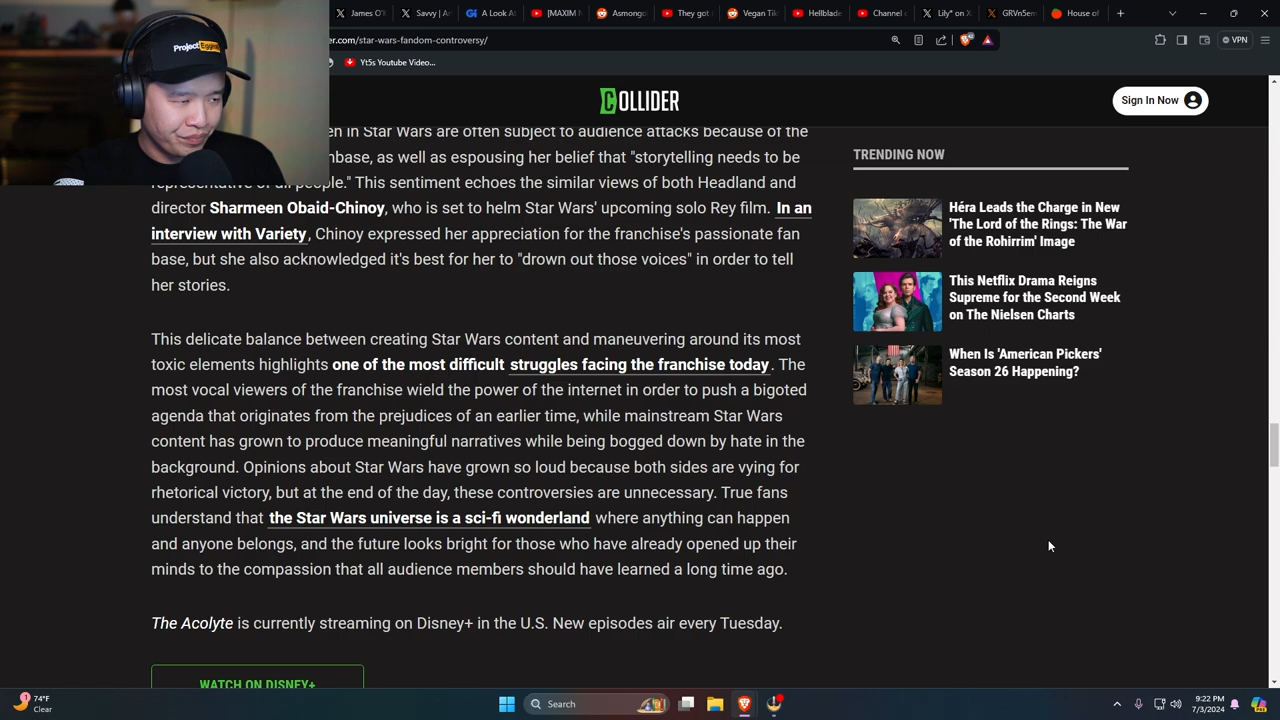 James O'I
Savvy | Ar
A Look At
[MAXIM N
Asmongo
They got
Vegan Tik
Hellblade
Channel c
Lily* on X
GRVn5em
House of
er.com/star-wars-fandom-controversy/
VPN
Yt5s Youtube Video...
Project Egging
COLLIDER
Sign In Now
en in Star Wars are often subject to audience attacks because of the
nbase, as well as espousing her belief that "storytelling needs to be
representative of all people." This sentiment echoes the similar views of both Headland and
director Sharmeen Obaid-Chinoy, who is set to helm Star Wars' upcoming solo Rey film. In an
interview with Variety, Chinoy expressed her appreciation for the franchise's passionate fan
base, but she also acknowledged it's best for her to "drown out those voices" in order to tell
her stories.
This delicate balance between creating Star Wars content and maneuvering around its most
toxic elements highlights one of the most difficult struggles facing the franchise today. The
most vocal viewers of the franchise wield the power of the internet in order to push a bigoted
agenda that originates from the prejudices of an earlier time, while mainstream Star Wars
content has grown to produce meaningful narratives while being bogged down by hate in the
background. Opinions about Star Wars have grown so loud because both sides are vying for
rhetorical victory, but at the end of the day, these controversies are unnecessary. True fans
understand that the Star Wars universe is a sci-fi wonderland where anything can happen
and anyone belongs, and the future looks bright for those who have already opened up their
minds to the compassion that all audience members should have learned a long time ago.
The Acolyte is currently streaming on Disney+ in the U.S. New episodes air every Tuesday.
WATCH ON DISNEY+
TRENDING NOW
Héra Leads the Charge in New
'The Lord of the Rings: The War
of the Rohirrim' Image
This Netflix Drama Reigns
Supreme for the Second Week
on The Nielsen Charts
When Is 'American Pickers'
Season 26 Happening?
74°F
Clear
Search
9:22 PM
7/3/2024